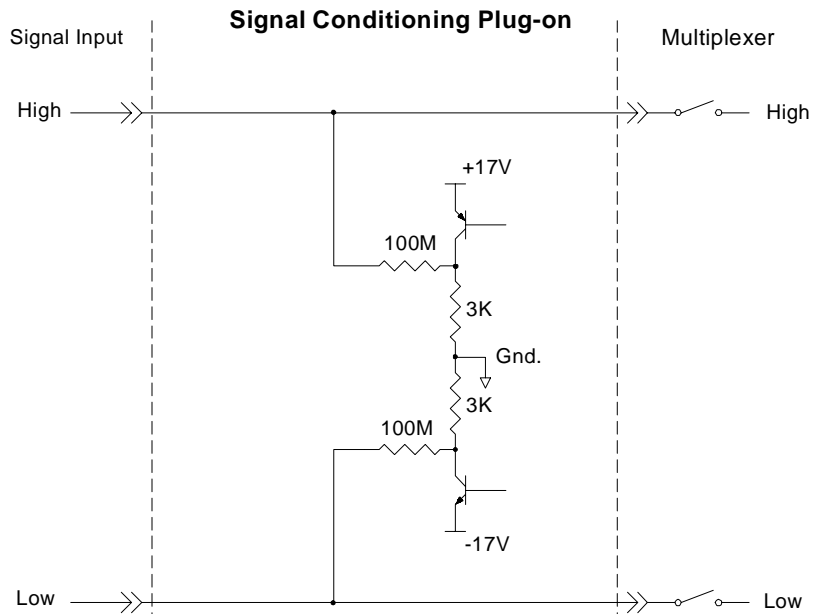 Signal Conditioning Plug-on
Signal Input
Multiplexer
High
High
+17V
100M
3K
Gnd.
3K
100M
-17V
Low
Low